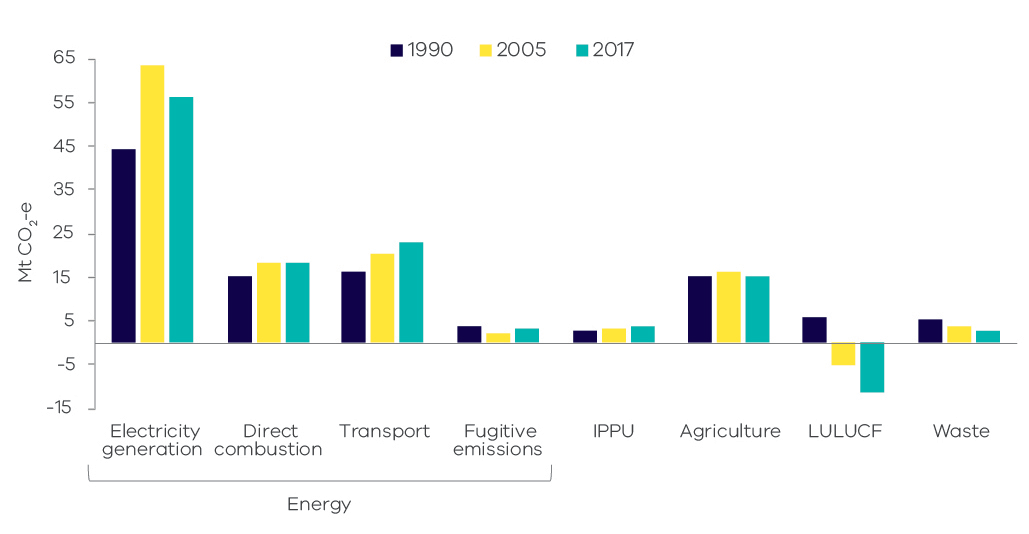 1990 2005 2017
65
55
45
35
25
15
5
-5
-15
Mt CO₂-e
Electricity generation
Direct combustion
Transport
Fugitive emissions
IPPU
Agriculture
LULUCF
Waste
Energy